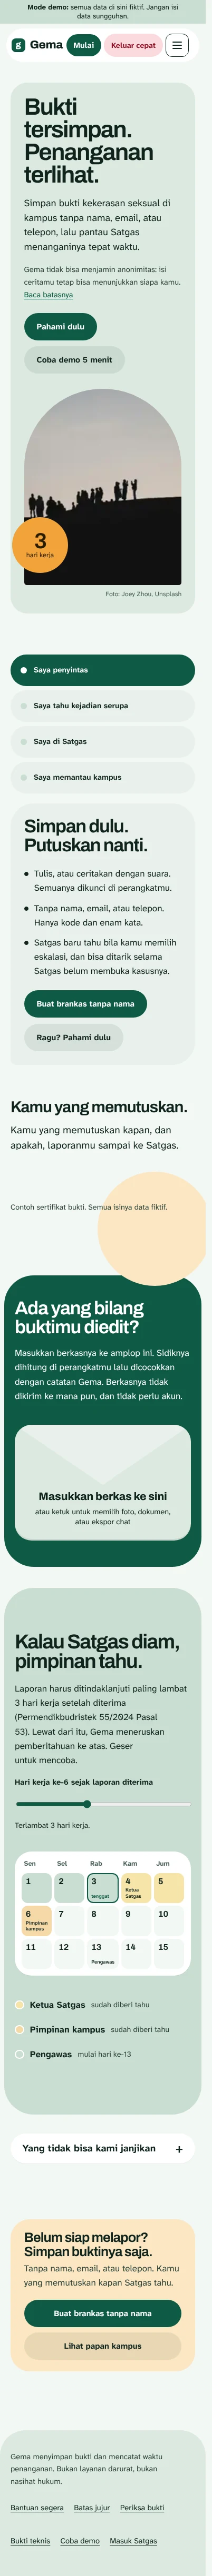 Mode demo: semua data di sini fiktif. Jangan isi
data sungguhan.
g Gema
Mulai
Keluar cepat
Bukti
tersimpan.
Penanganan
terlihat.
Simpan bukti kekerasan seksual di
kampus tanpa nama, email, atau
telepon, lalu pantau Satgas
menanganinya tepat waktu.
Gema tidak bisa menjamin anonimitas: isi
ceritamu tetap bisa menunjukkan siapa kamu.
Baca batasnya
Pahami dulu
Coba demo 5 menit
3
hari kerja
Foto: Joey Zhou, Unsplash
Saya penyintas
Saya tahu kejadian serupa
Saya di Satgas
Saya memantau kampus
Simpan dulu.
Putuskan nanti.
Tulis, atau ceritakan dengan suara.
Semuanya dikunci di perangkatmu.
Tanpa nama, email, atau telepon.
Hanya kode dan enam kata.
Satgas baru tahu bila kamu memilih
eskalasi, dan bisa ditarik selama
Satgas belum membuka kasusnya.
Buat brankas tanpa nama
Ragu? Pahami dulu
Kamu yang memutuskan.
Kamu yang memutuskan kapan, dan
apakah, laporanmu sampai ke Satgas.
Contoh sertifikat bukti. Semua isinya data fiktif.
Ada yang bilang
buktimu diedit?
Masukkan berkasnya ke amplop ini. Sidiknya
dihitung di perangkatmu lalu dicocokkan
dengan catatan Gema. Berkasnya tidak
dikirim ke mana pun, dan tidak perlu akun.
Masukkan berkas ke sini
atau ketuk untuk memilih foto, dokumen,
atau ekspor chat
Kalau Satgas diam,
pimpinan tahu.
Laporan harus ditindaklanjuti paling lambat
3 hari kerja setelah diterima
(Permendikbudristek 55/2024 Pasal
53). Lewat dari itu, Gema meneruskan
pemberitahuan ke atas. Geser
untuk mencoba.
Hari kerja ke-6 sejak laporan diterima
Terlambat 3 hari kerja.
Sen Sel Rab Kam Jum
1 2 3 4 5
tenggat
Ketua
Satgas
6 7 8 9 10
Pimpinan
kampus
11 12 13 14 15
Pengawas
Ketua Satgas sudah diberi tahu
Pimpinan kampus sudah diberi tahu
Pengawas mulai hari ke-13
Yang tidak bisa kami janjikan +
Belum siap melapor?
Simpan buktinya saja.
Tanpa nama, email, atau telepon. Kamu
yang memutuskan kapan Satgas tahu.
Buat brankas tanpa nama
Lihat papan kampus
Gema menyimpan bukti dan mencatat waktu
penanganan. Bukan layanan darurat, bukan
nasihat hukum.
Bantuan segera Batas jujur Periksa bukti
Bukti teknis Coba demo Masuk Satgas